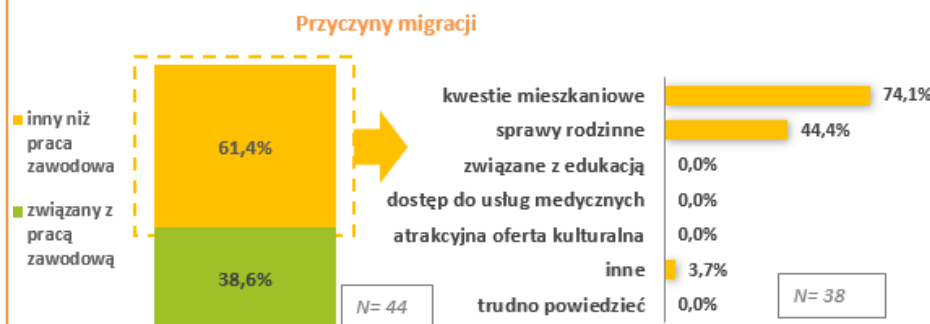 Przyczyny migracji
inny niż
praca
zawodowa
związany z
pracą
zawodową
61,4%
38,6%
N= 44
kwestie mieszkaniowe 74,1%
sprawy rodzinne 44,4%
związane z edukacją 0,0%
dostęp do usług medycznych 0,0%
atrakcyjna oferta kulturalna 0,0%
inne 3,7%
trudno powiedzieć 0,0%
N= 38